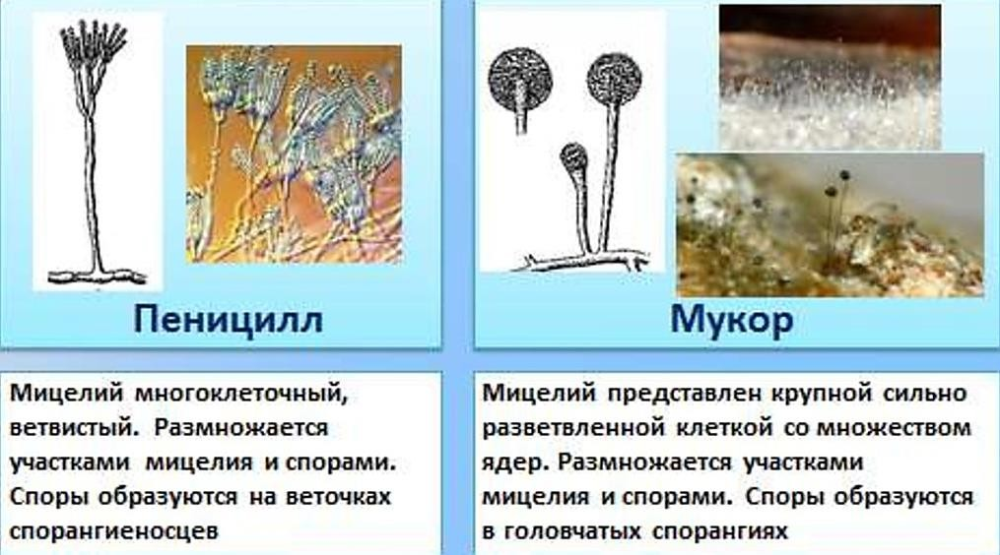 Пеницилл
Мукор
Мицелий многоклеточный,
ветвистый. Размножается
участками мицелия и спорами.
Споры образуются на веточках
спорангиеносцев
Мицелий представлен крупной сильно
разветвленной клеткой со множеством
ядер. Размножается участками
мицелия и спорами. Споры образуются
в головчатых спорангиях